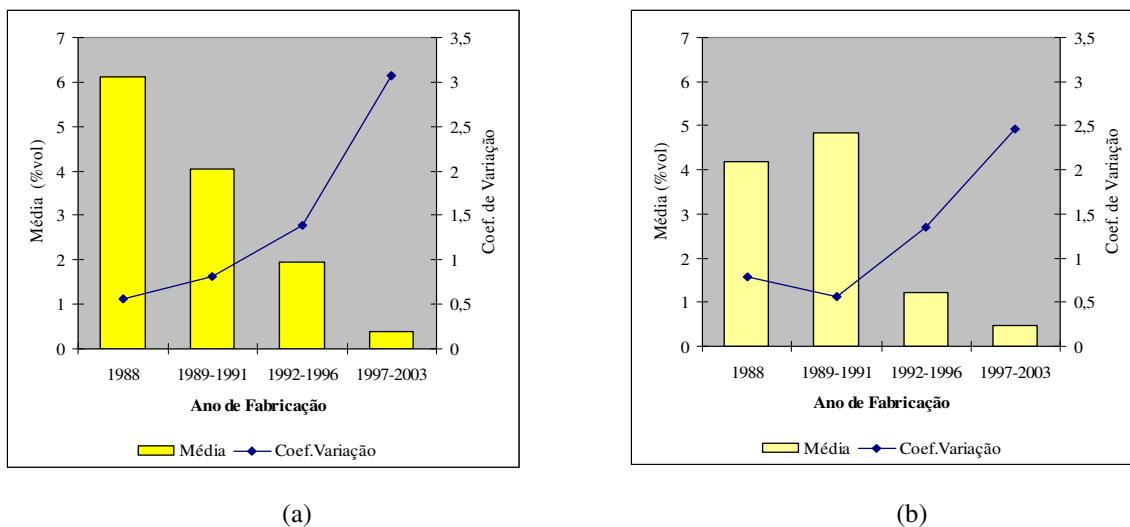 7
6
5
4
3
2
1
0
Média (%vol)
3,5
3
2,5
2
1,5
1
0,5
0
Coef. de Variação
1988 1989-1991 1992-1996 1997-2003
Ano de Fabricação
Média Coef.Variação
(a)
7
6
5
4
3
2
1
0
Média (%vol)
3,5
3
2,5
2
1,5
1
0,5
0
Coef. de Variação
1988 1989-1991 1992-1996 1997-2003
Ano de Fabricação
Média Coef.Variação
(b)